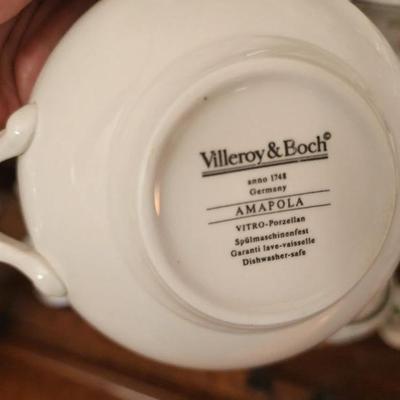 Villeroy & Boch©
anno 1748
Germany
AMAPOLA
VITRO-Porzellan
Spülmaschinenfest
Garanti lave-vaisselle
Dishwasher-safe